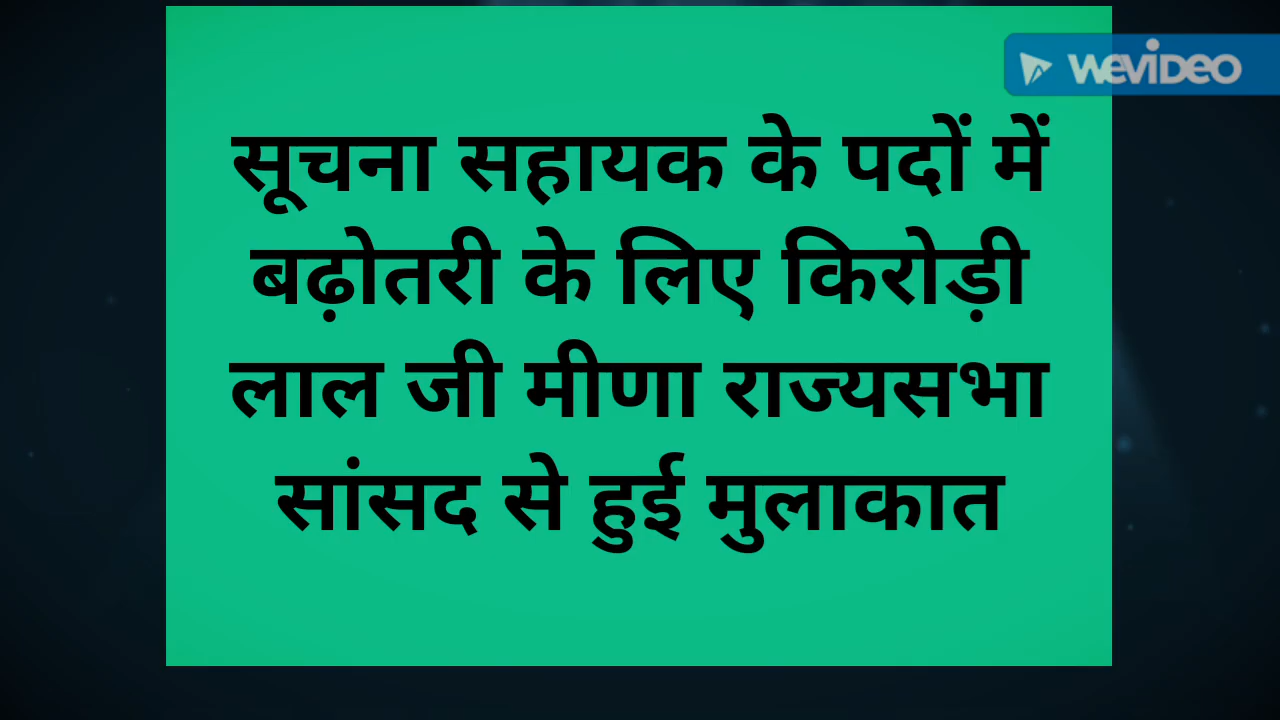 WEVIDEO
सूचना सहायक के पदों में
बढ़ोतरी के लिए किरोड़ी
लाल जी मीणा राज्यसभा
सांसद से हुई मुलाकात